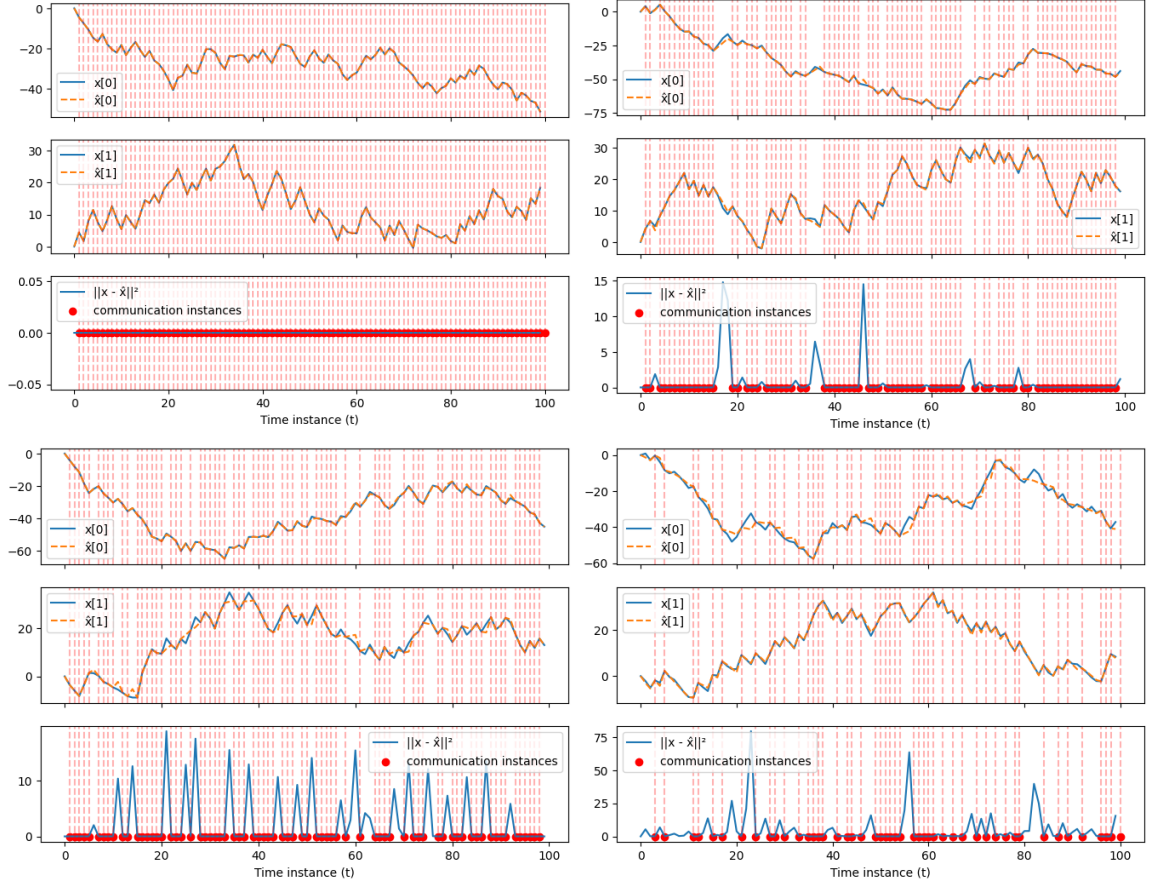 0
−20
−40
x[0]
x̂[0]
30
20
10
0
x[1]
x̂[1]
0.05
0.00
−0.05
||x - x̂||²
communication instances
0 20 40 60 80 100
Time instance (t)
0
−25
−50
−75
x[0]
x̂[0]
30
20
10
0
x[1]
x̂[1]
15
10
5
0
||x - x̂||²
communication instances
0 20 40 60 80 100
Time instance (t)
0
−20
−40
−60
x[0]
x̂[0]
20
0
x[1]
x̂[1]
10
0
||x - x̂||²
communication instances
0 20 40 60 80 100
Time instance (t)
0
−20
−40
−60
x[0]
x̂[0]
20
0
x[1]
x̂[1]
75
50
25
0
||x - x̂||²
communication instances
0 20 40 60 80 100
Time instance (t)